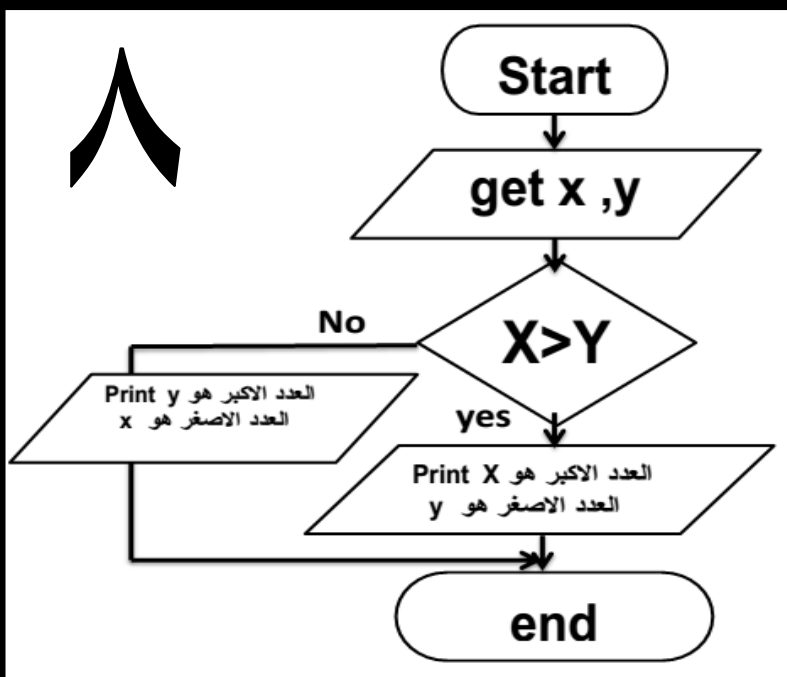 ٨
Start
get x ,y
X>Y
No
yes
Print y العدد الاكبر هو
العدد الاصغر هو x
Print X العدد الاكبر هو
العدد الاصغر هو y
end